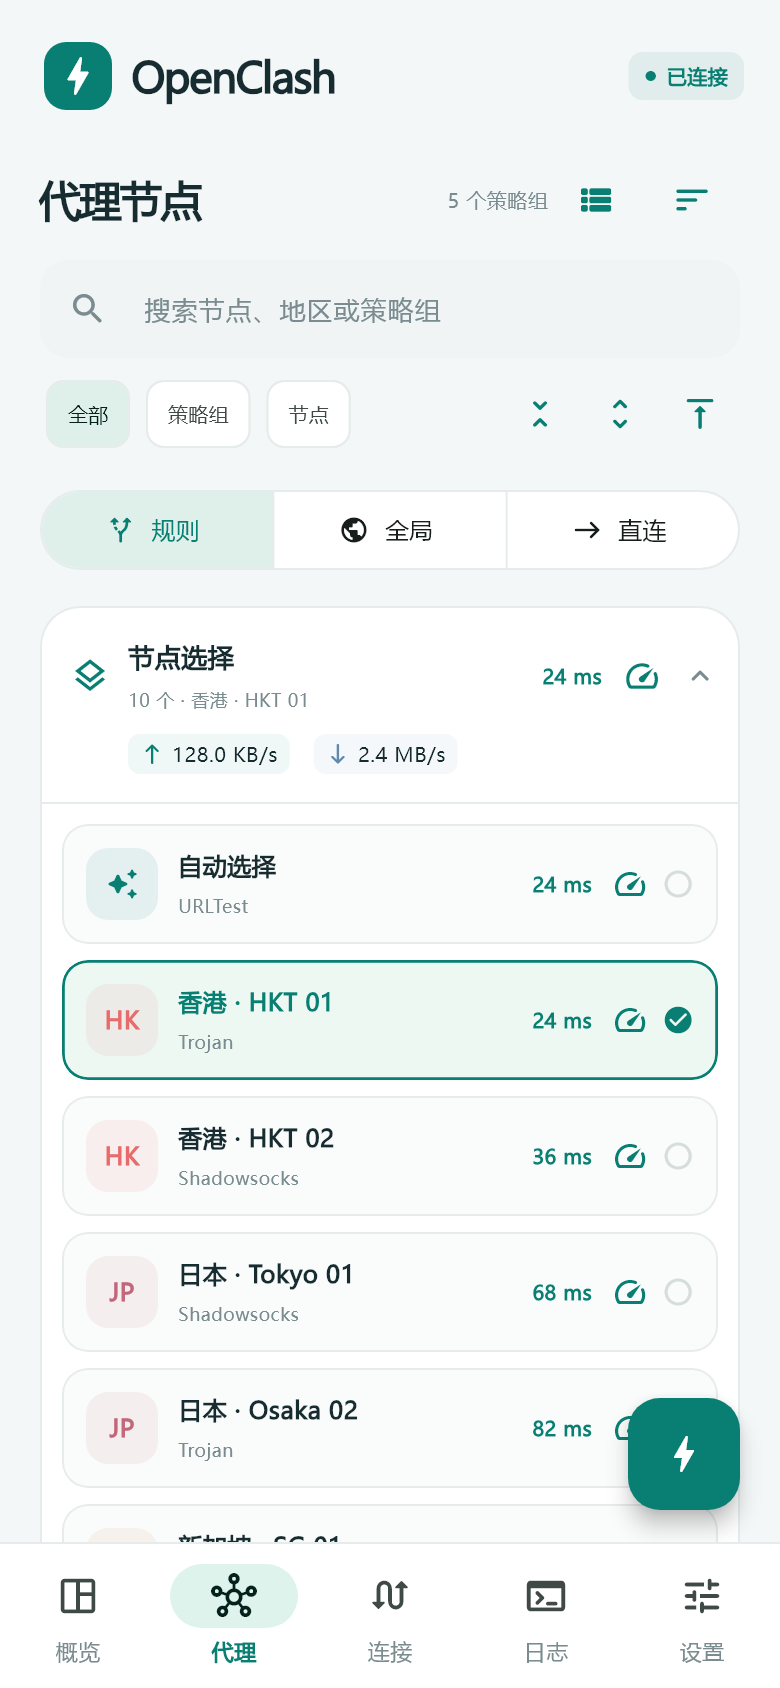 OpenClash
已连接
代理节点
5 个策略组
搜索节点、地区或策略组
全部
策略组
节点
规则
全局
直连
节点选择
10 个 · 香港 · HKT 01
24 ms
128.0 KB/s
2.4 MB/s
自动选择
URLTest
24 ms
HK
香港 · HKT 01
Trojan
24 ms
HK
香港 · HKT 02
Shadowsocks
36 ms
JP
日本 · Tokyo 01
Shadowsocks
68 ms
JP
日本 · Osaka 02
Trojan
82 ms
新加坡 · SG 01
概览
代理
连接
日志
设置